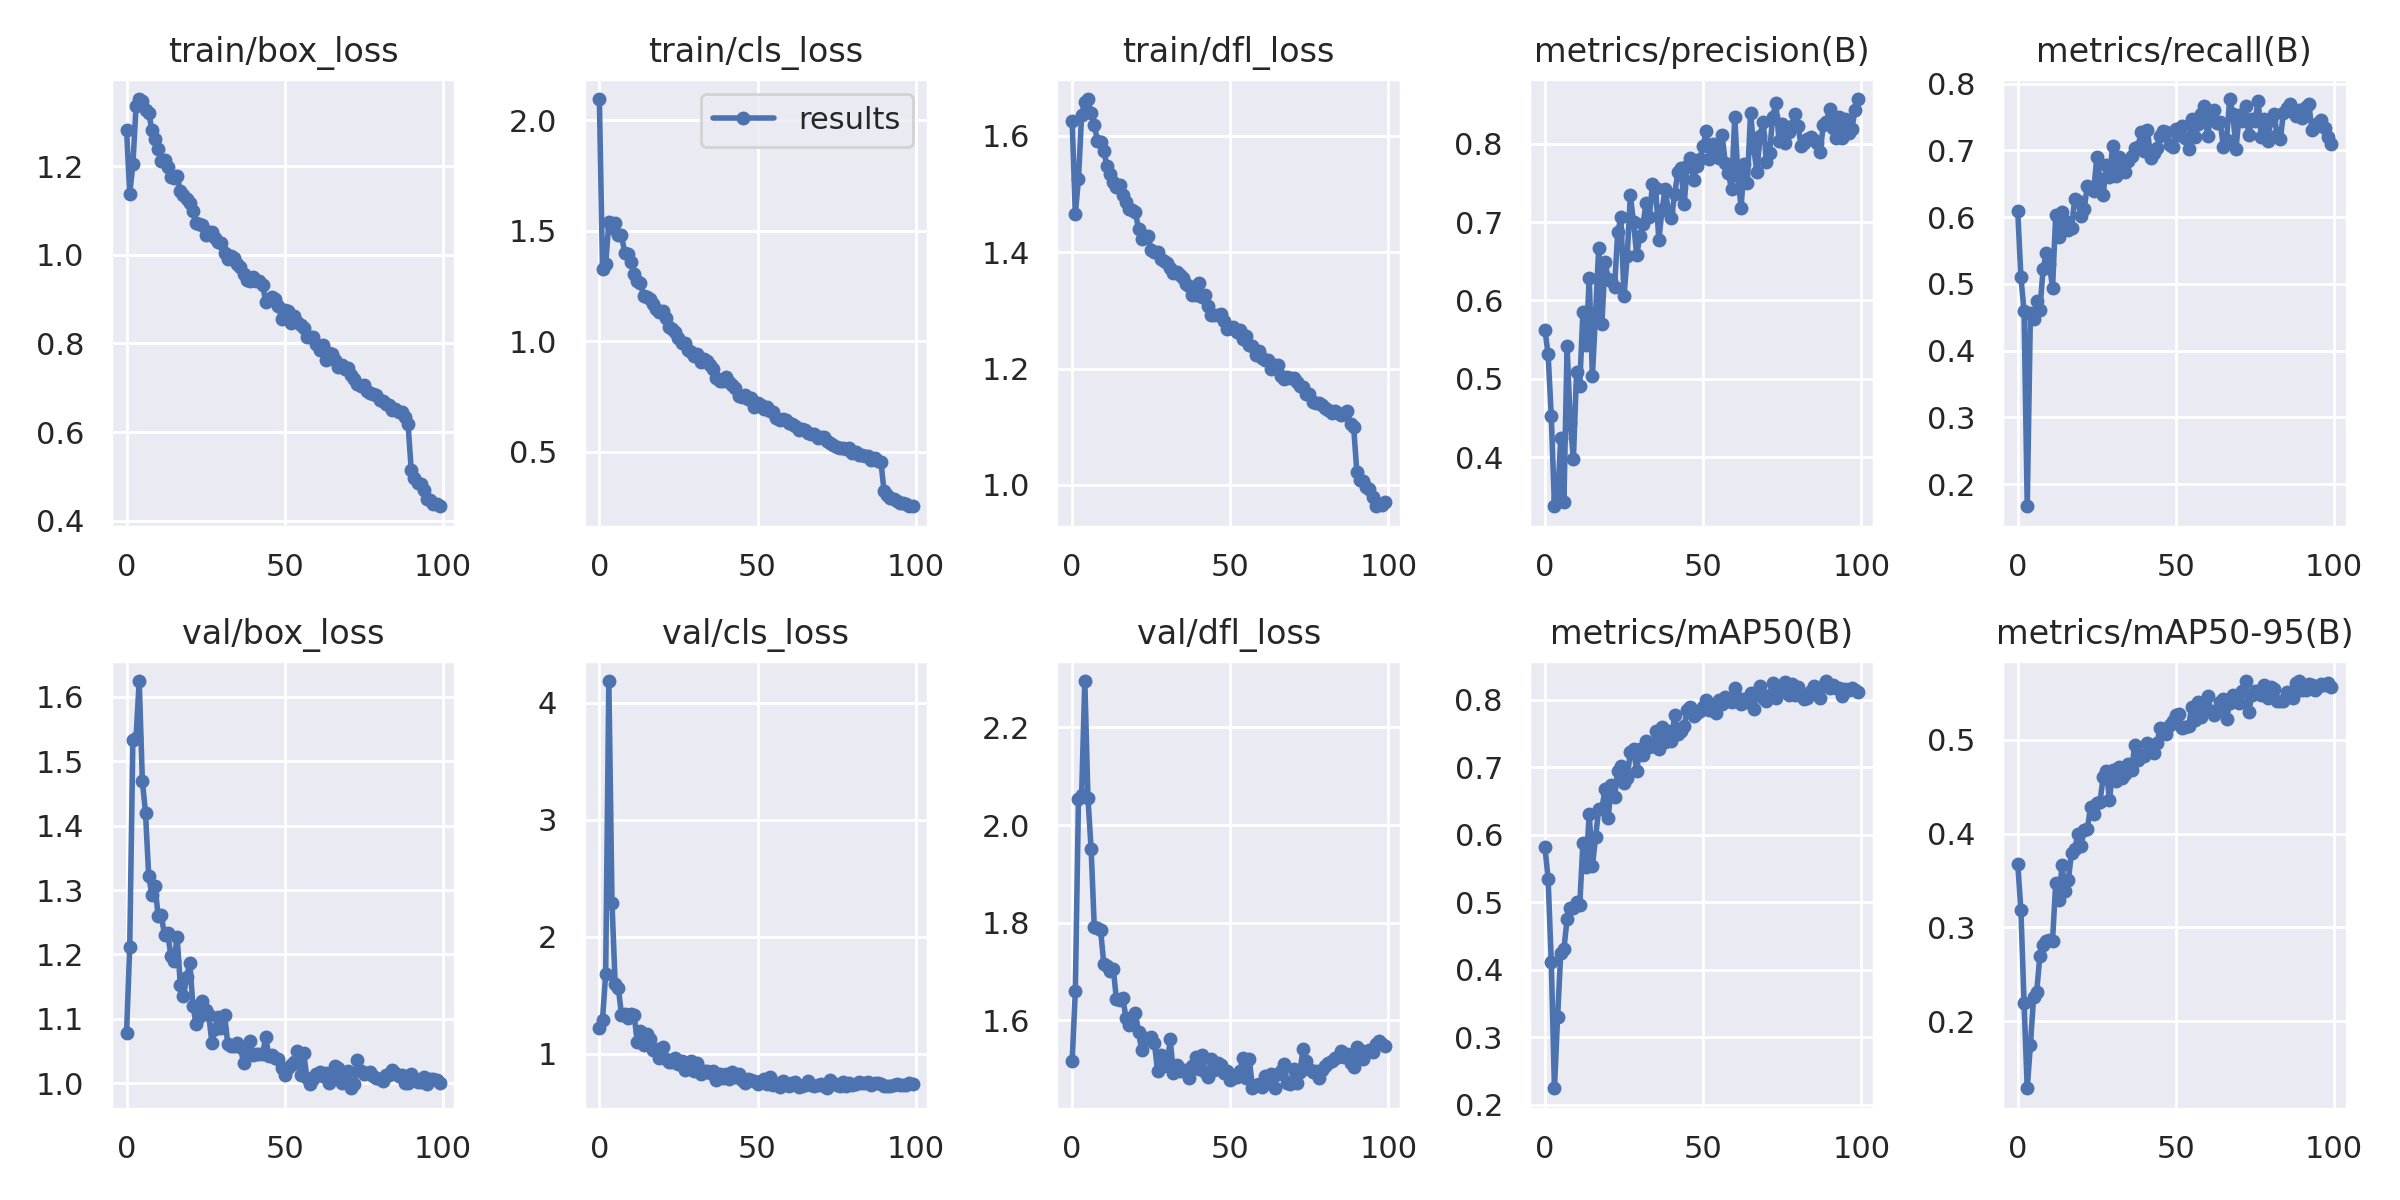 train/box_loss
train/cls_loss
train/dfl_loss
metrics/precision(B)
metrics/recall(B)
results
1.2
1.0
0.8
0.6
0.4
0 50 100
2.0
1.5
1.0
0.5
0 50 100
1.6
1.4
1.2
1.0
0 50 100
0.8
0.7
0.6
0.5
0.4
0 50 100
0.8
0.7
0.6
0.5
0.4
0.3
0.2
0 50 100
val/box_loss
val/cls_loss
val/dfl_loss
metrics/mAP50(B)
metrics/mAP50-95(B)
1.6
1.5
1.4
1.3
1.2
1.1
1.0
0 50 100
4
3
2
1
0 50 100
2.2
2.0
1.8
1.6
0 50 100
0.8
0.7
0.6
0.5
0.4
0.3
0.2
0 50 100
0.5
0.4
0.3
0.2
0 50 100